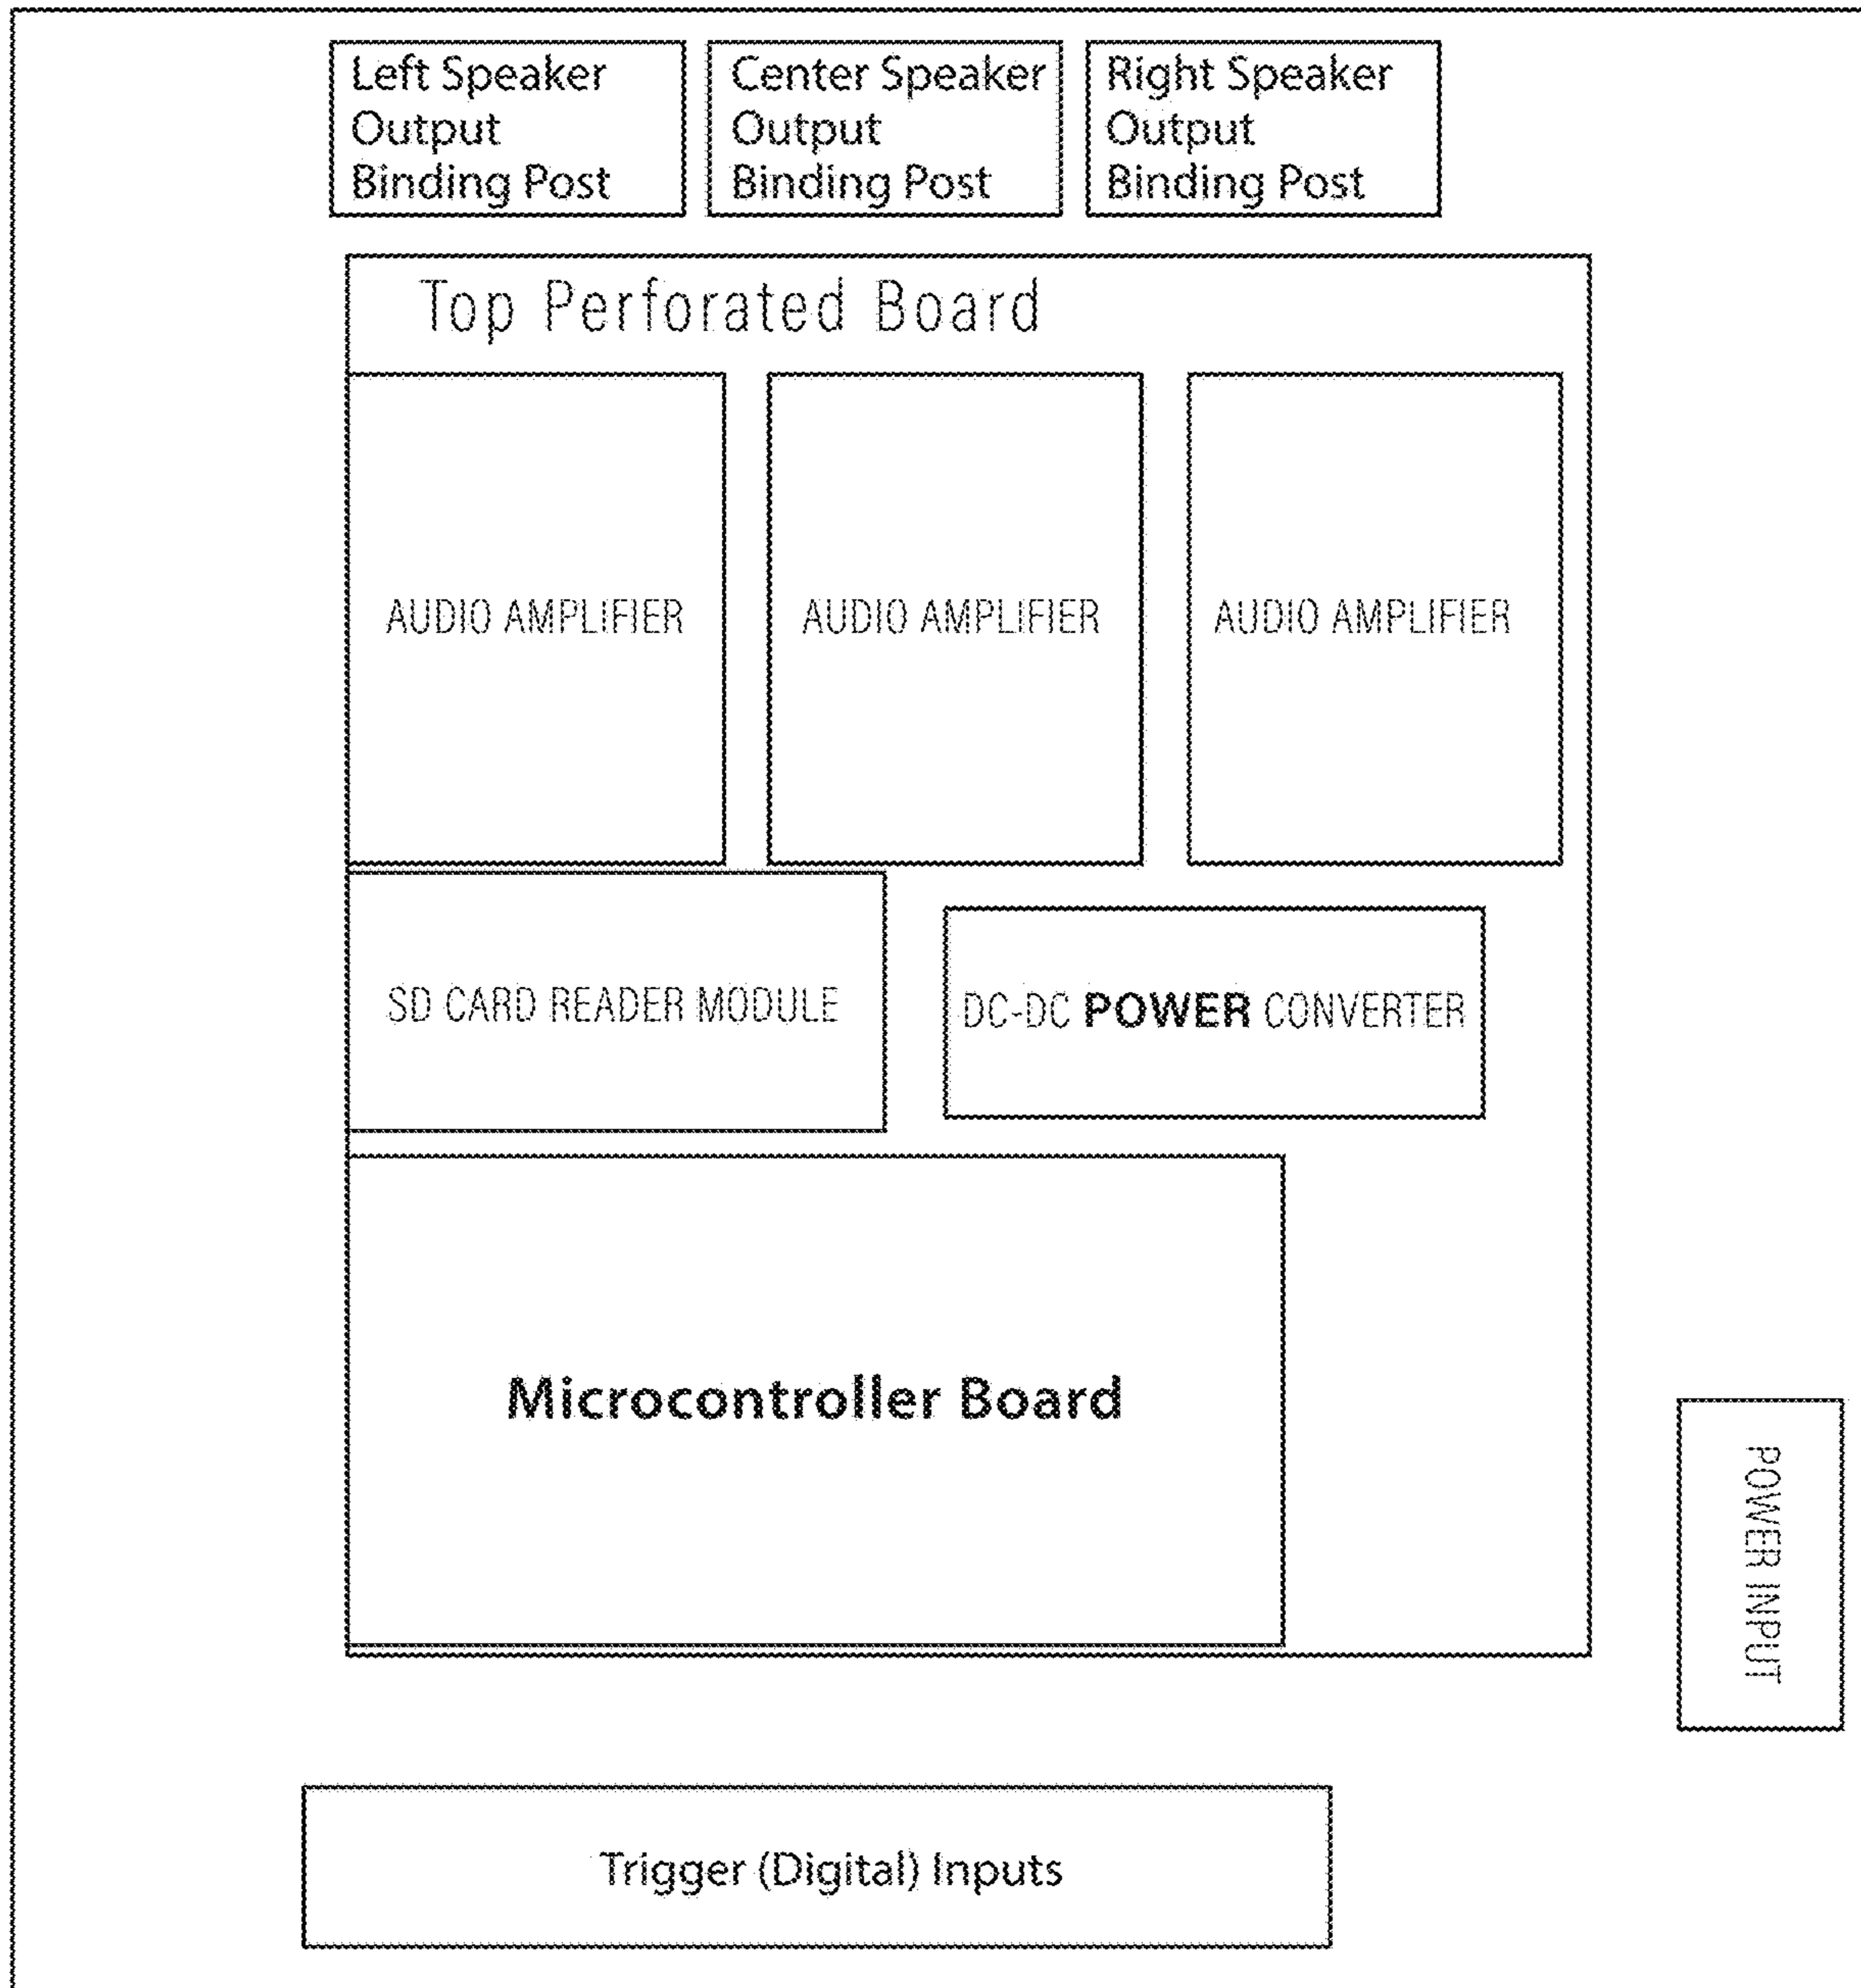 Left Speaker
Output
Binding Post
Center Speaker
Output
Binding Post
Right Speaker
Output
Binding Post
Top Perforated Board
AUDIO AMPLIFIER
AUDIO AMPLIFIER
AUDIO AMPLIFIER
SD CARD READER MODULE
DC-DC POWER CONVERTER
Microcontroller Board
POWER INPUT
Trigger (Digital) Inputs